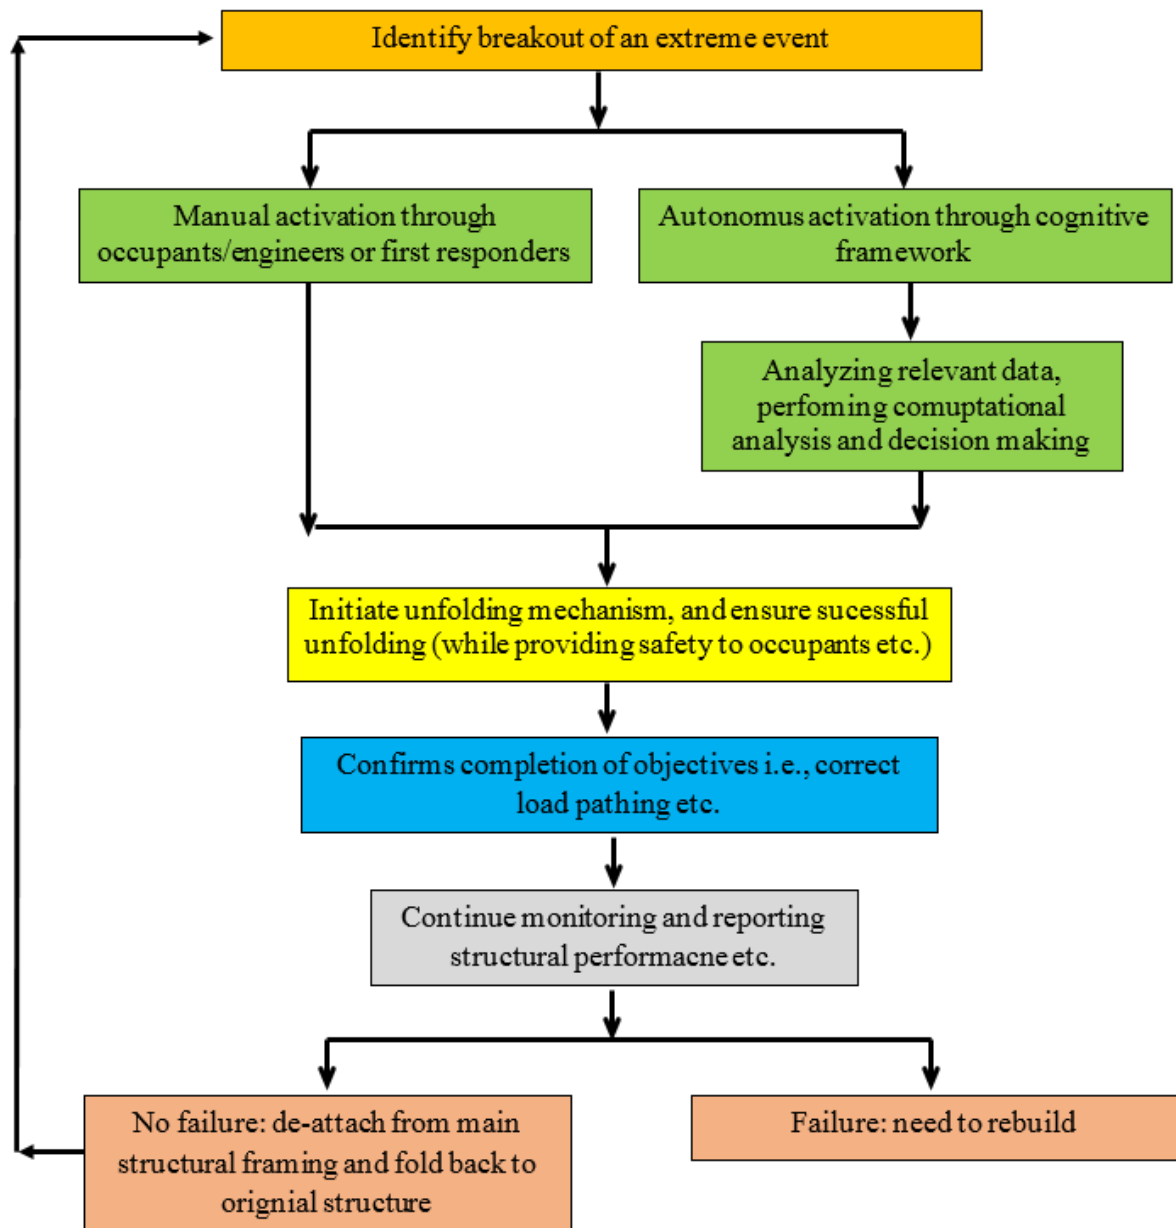 Identify breakout of an extreme event
Manual activation through
occupants/engineers or first responders
Autonomus activation through cognitive
framework
Analyzing relevant data,
perfoming comuptational
analysis and decision making
Initiate unfolding mechanism, and ensure sucessful
unfolding (while providing safety to occupants etc.)
Confirms completion of objectives i.e., correct
load pathing etc.
Continue monitoring and reporting
structural performacne etc.
No failure: de-attach from main
structural framing and fold back to
orignial structure
Failure: need to rebuild